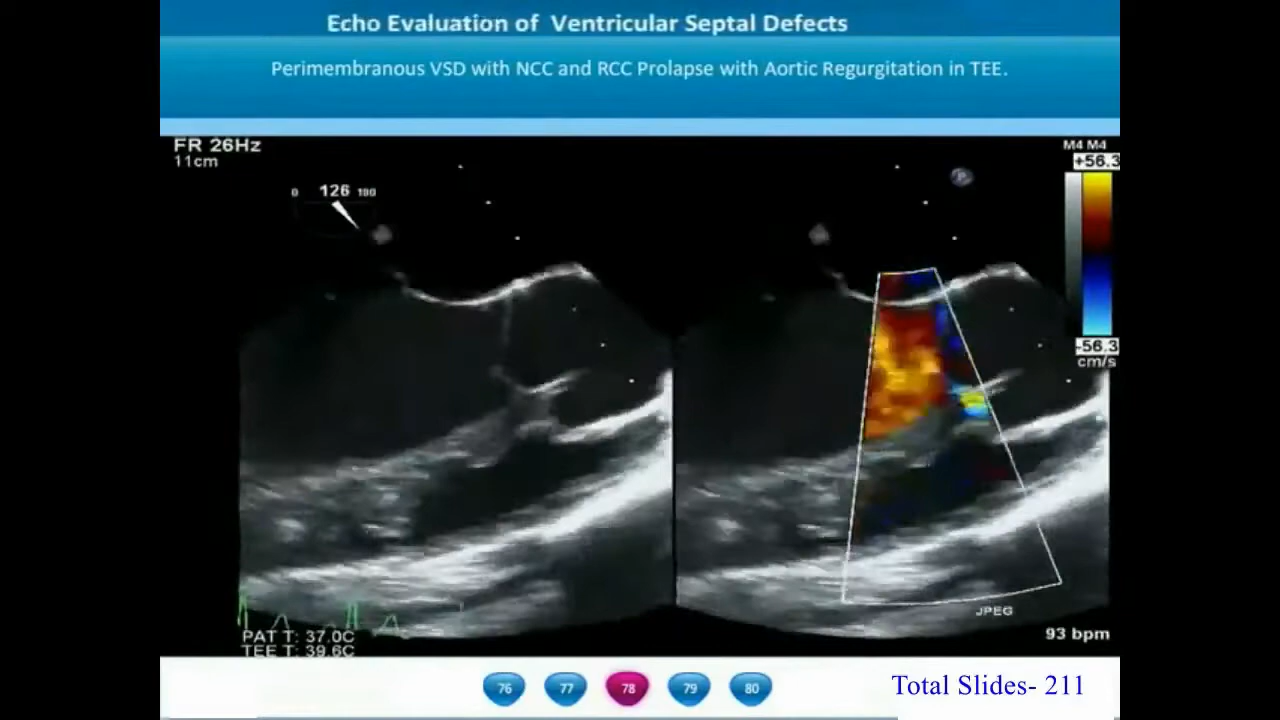 Echo Evaluation of Ventricular Septal Defects
Perimembranous VSD with NCC and RCC Prolapse with Aortic Regurgitation in TEE.
FR 26Hz
11cm
0 126 180
M4 M4
+56.3
-56.3
cm/s
P
JPEG
PAT T: 37.0C
TEE T: 39.6C
93 bpm
76 77 78 79 80
Total Slides- 211